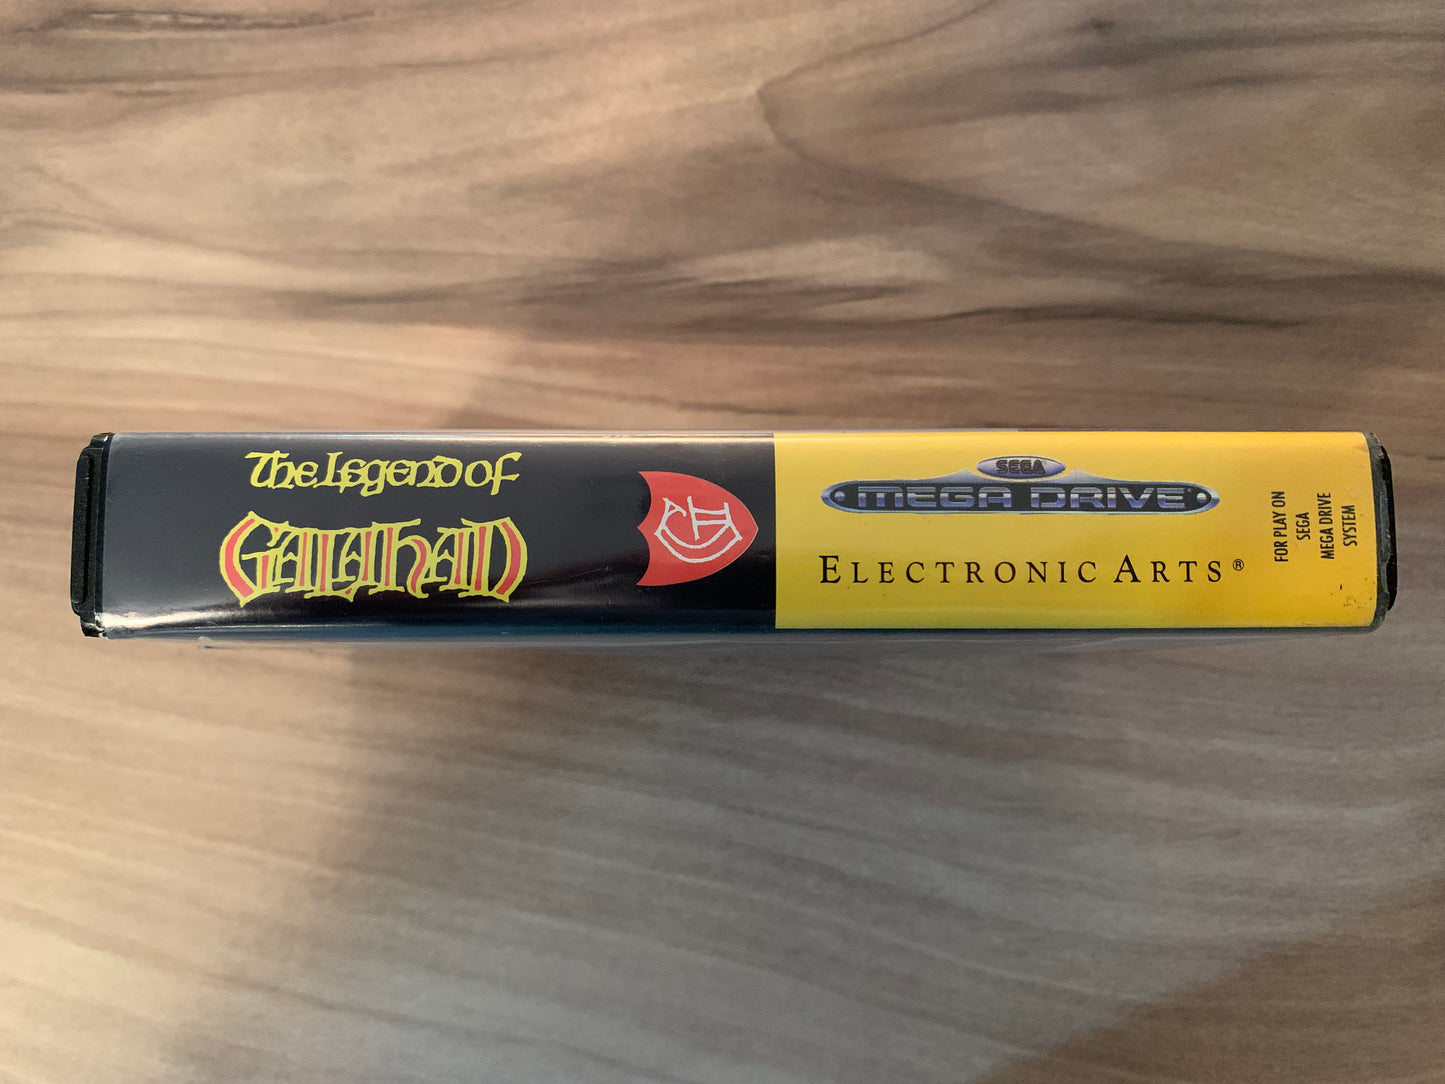 The Legend of
GALAHAD
SEGA
MEGA DRIVE
ELECTRONIC ARTS®
FOR PLAY ON
SEGA
MEGA DRIVE
SYSTEM